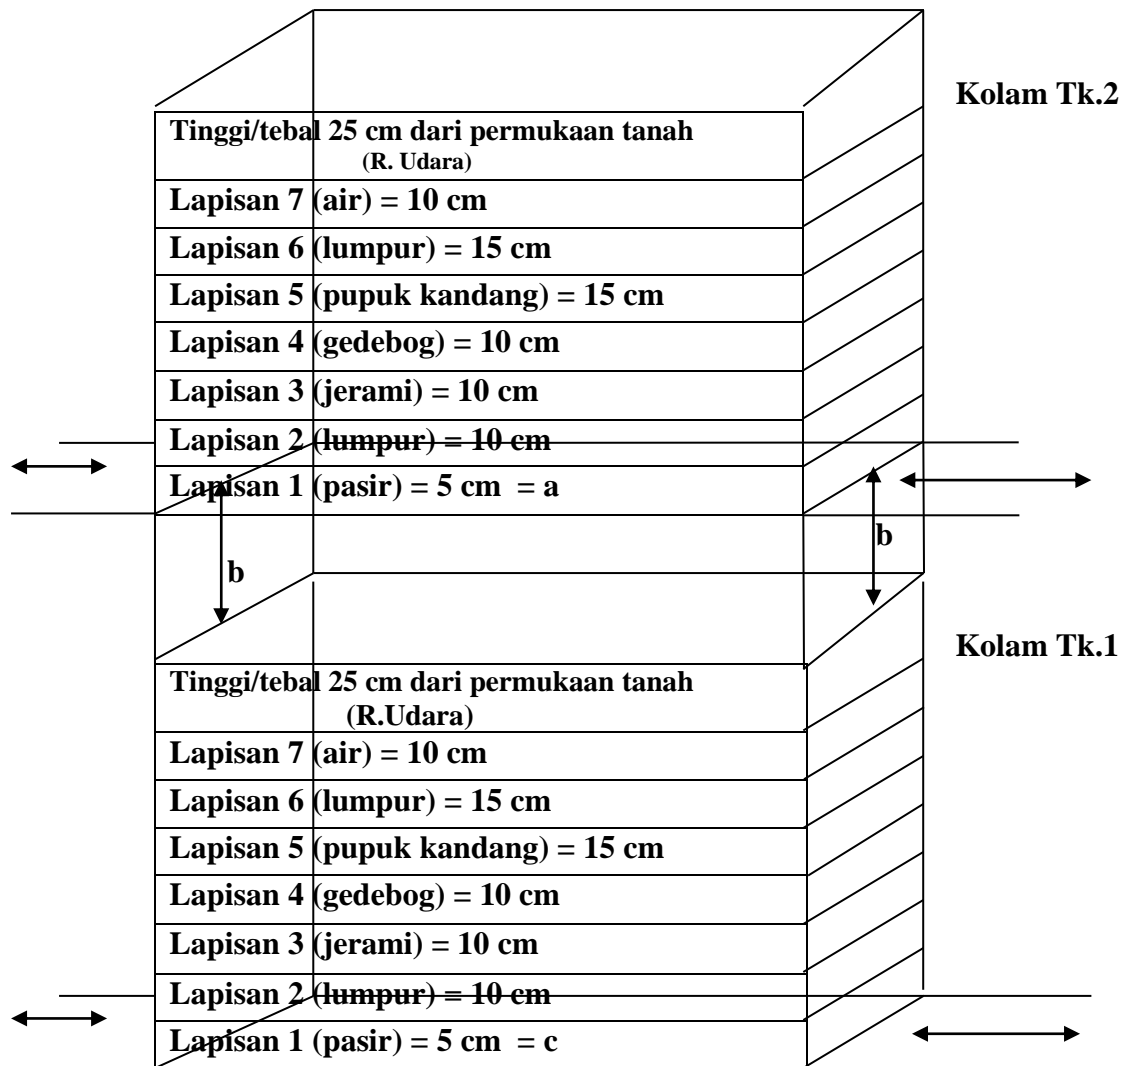 Kolam Tk.2
Tinggi/tebal 25 cm dari permukaan tanah
(R. Udara)
Lapisan 7 (air) = 10 cm
Lapisan 6 (lumpur) = 15 cm
Lapisan 5 (pupuk kandang) = 15 cm
Lapisan 4 (gedebog) = 10 cm
Lapisan 3 (jerami) = 10 cm
Lapisan 2 (lumpur) = 10 cm
Lapisan 1 (pasir) = 5 cm = a
b
b
Kolam Tk.1
Tinggi/tebal 25 cm dari permukaan tanah
(R.Udara)
Lapisan 7 (air) = 10 cm
Lapisan 6 (lumpur) = 15 cm
Lapisan 5 (pupuk kandang) = 15 cm
Lapisan 4 (gedebog) = 10 cm
Lapisan 3 (jerami) = 10 cm
Lapisan 2 (lumpur) = 10 cm
Lapisan 1 (pasir) = 5 cm = c